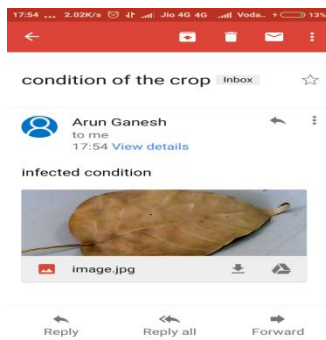 17:54 ... 2.02K/s Jio 4G 4G Voda.. 13%
condition of the crop Inbox
Arun Ganesh
to me
17:54 View details
infected condition
image.jpg
Reply Reply all Forward